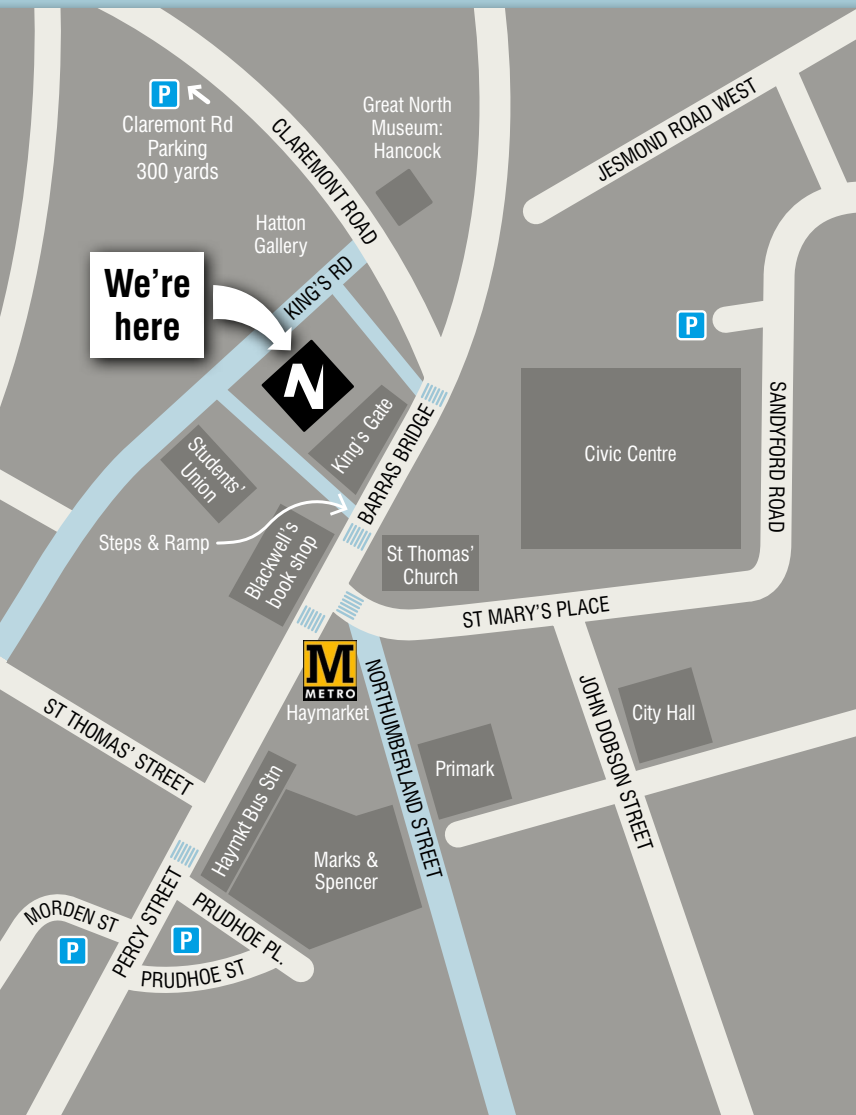 P
Claremont Rd
Parking
300 yards
Great North
Museum:
Hancock
CLAREMONT ROAD
JESMOND ROAD WEST
Hatton
Gallery
We’re
here
KING’S RD
N
P
King’s Gate
Students’
Union
BARRAS BRIDGE
Civic Centre
SANDYFORD ROAD
Steps & Ramp
Blackwell’s
book shop
St Thomas’
Church
ST MARY’S PLACE
M
METRO
Haymarket
NORTHUMBERLAND STREET
JOHN DOBSON STREET
City Hall
ST THOMAS’ STREET
Primark
Haymkt Bus Stn
Marks &
Spencer
PERCY STREET
MORDEN ST
PRUDHOE PL.
P
P
PRUDHOE ST